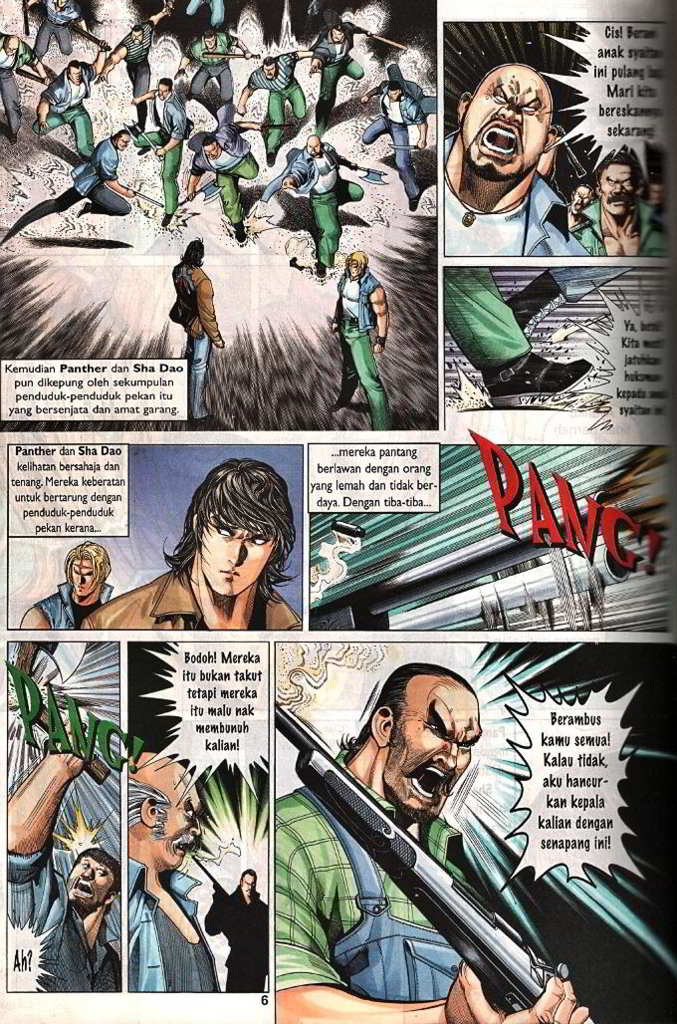 Kemudian Panther dan Sha Dao
pun dikepung oleh sekumpulan
penduduk-penduduk pekan itu
yang bersenjata dan amat garang.
Cis!
anak syaitan
ini pulang
Mari
bereskannya
sekarang
Ya,
Kita
jatuhkan
hukuman
kepada
syaitan ini!
Panther dan Sha Dao
kelihatan bersahaja dan
tenang. Mereka keberatan
untuk bertarung dengan
penduduk-penduduk
pekan kerana...
...mereka pantang
berlawan dengan orang
yang lemah dan tidak ber-
daya. Dengan tiba-tiba...
PANG!
PANG!
Ah?
Bodoh! Mereka
itu bukan takut
tetapi mereka
itu malu nak
membunuh
kalian!
Berambus
kamu semua!
Kalau tidak,
aku hancur-
kan kepala
kalian dengan
senapang ini!
6